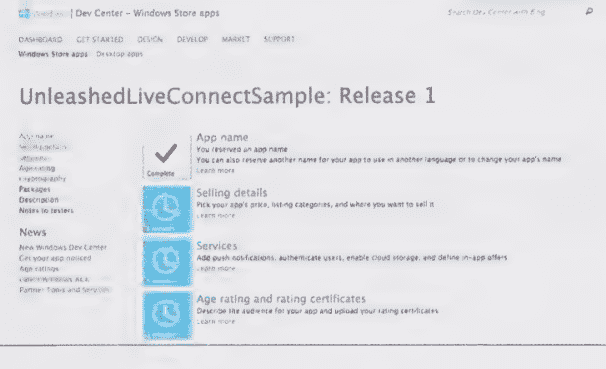 | Dev Center - Windows Store apps
Search Dev Center with Bing
DASHBOARD GET STARTED DESIGN DEVELOP MARKET SUPPORT
Windows Store apps Desktop apps
UnleashedLiveConnectSample: Release 1
App name
Age rating
Cryptography
Packages
Description
Notes to testers
News
New Windows Dev Center
Get your app noticed
Age ratings
Partner Tools and Services
Complete
App name
You reserved an app name
You can also reserve another name for your app to use in another language or to change your app's name
Learn more
Selling details
Pick your app's price, listing categories, and where you want to sell it
Learn more
Services
Add push notifications, authenticate users, enable cloud storage, and define in-app offers
Learn more
Age rating and rating certificates
Describe the audience for your app and upload your rating certificates
Learn more